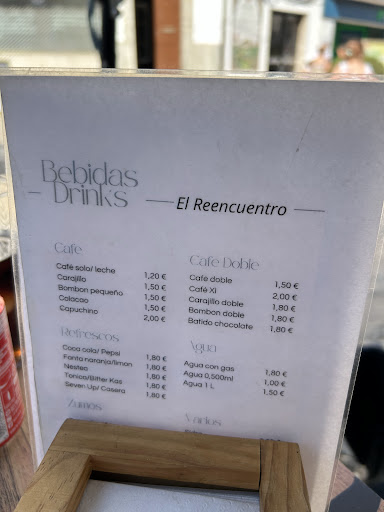 Bebidas
Drinks
El Reencuentro
Cafe
Café solo/ leche 1,20 €
Carajillo 1,50 €
Bombon pequeño 1,50 €
Colacao 1,50 €
Capuchino 2,00 €
Refrescos
Coca cola/ Pepsi 1,80 €
Fanta naranja/limon 1,80 €
Nestea 1,80 €
Tonica/Bitter Kas 1,80 €
Seven Up/ Casera 1,80 €
Zumos
Café Doble
Café doble 1,50 €
Café Xl 2,00 €
Carajillo doble 1,80 €
Bombon doble 1,80 €
Batido chocolate 1,80 €
Agua
Agua con gas 1,80 €
Agua 0,500ml 1,00 €
Agua 1 L 1,50 €
Varios